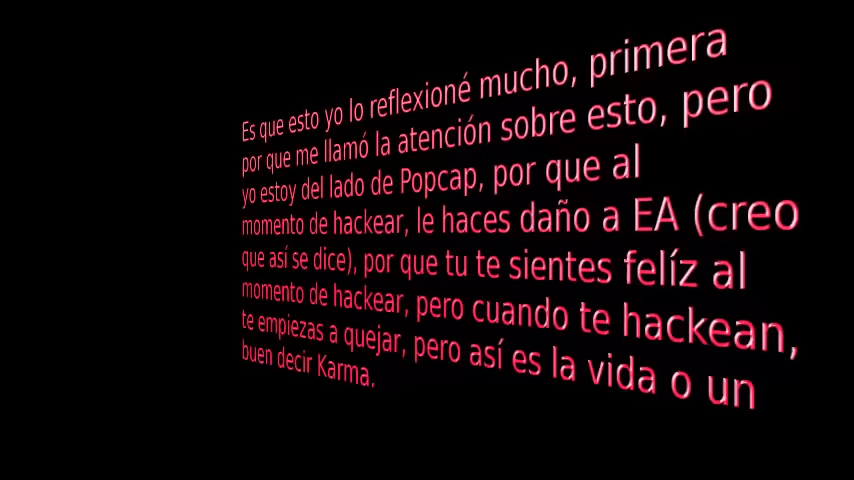 Es que esto yo lo reflexioné mucho, primera
por que me llamó la atención sobre esto, pero
yo estoy del lado de Popcap, por que al
momento de hackear, le haces daño a EA (creo
que así se dice), por que tu te sientes felíz al
momento de hackear, pero cuando te hackean,
te empiezas a quejar, pero así es la vida o un
buen decir Karma.